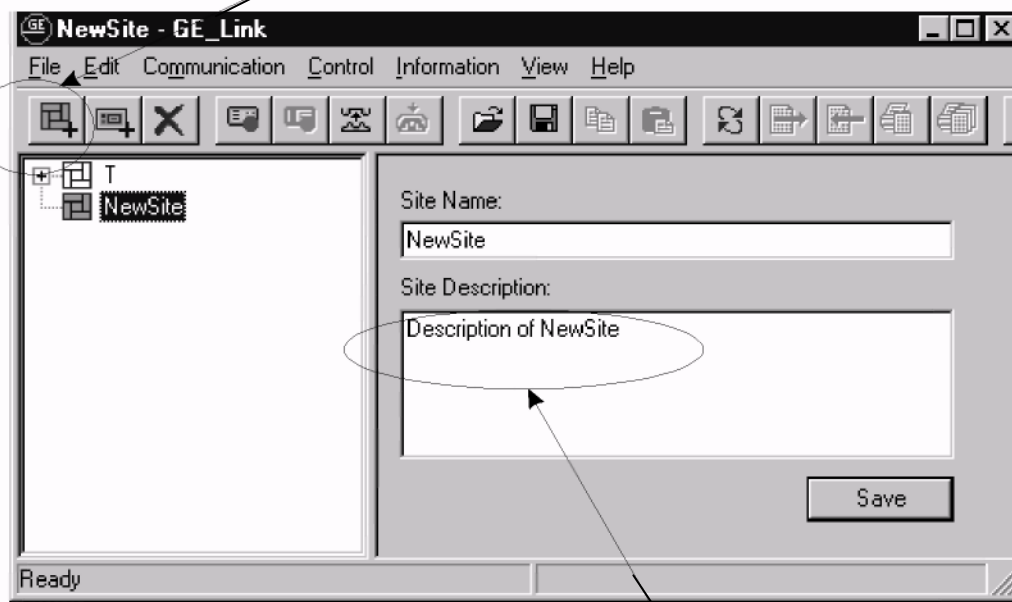 GE NewSite - GE_Link
File Edit Communication Control Information View Help
T
NewSite
Site Name:
NewSite
Site Description:
Description of NewSite
Save
Ready